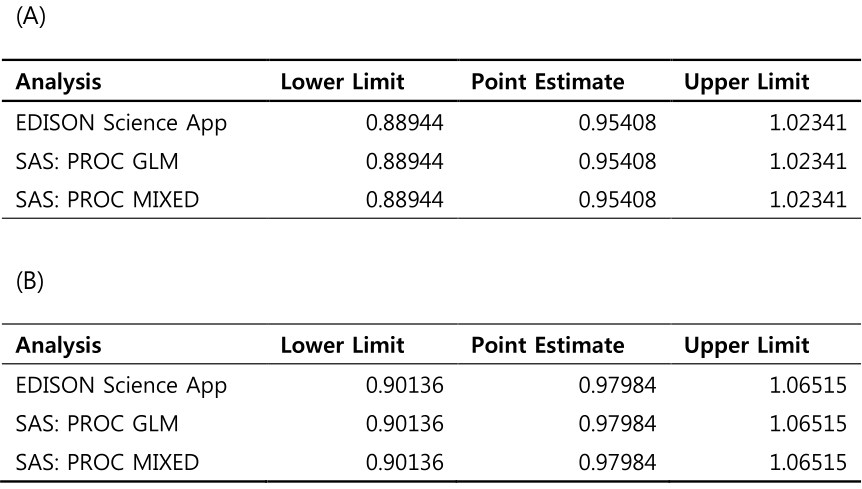 (A)
Analysis Lower Limit Point Estimate Upper Limit
EDISON Science App 0.88944 0.95408 1.02341
SAS: PROC GLM 0.88944 0.95408 1.02341
SAS: PROC MIXED 0.88944 0.95408 1.02341
(B)
Analysis Lower Limit Point Estimate Upper Limit
EDISON Science App 0.90136 0.97984 1.06515
SAS: PROC GLM 0.90136 0.97984 1.06515
SAS: PROC MIXED 0.90136 0.97984 1.06515